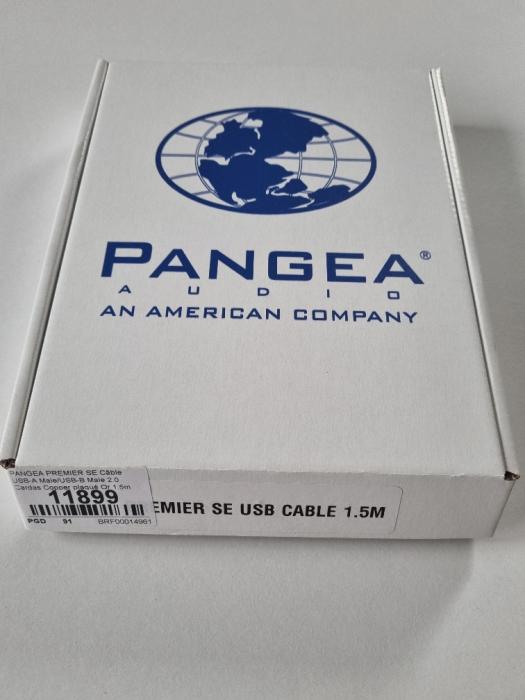 PANGEA®
AUDIO
AN AMERICAN COMPANY
PANGEA PREMIER SE Câble
USB-A Male/USB-B Male 2.0
Cardas Copper plaqué Or 1.5m
11899
PGD 91 BRF00014961
EMIER SE USB CABLE 1.5M